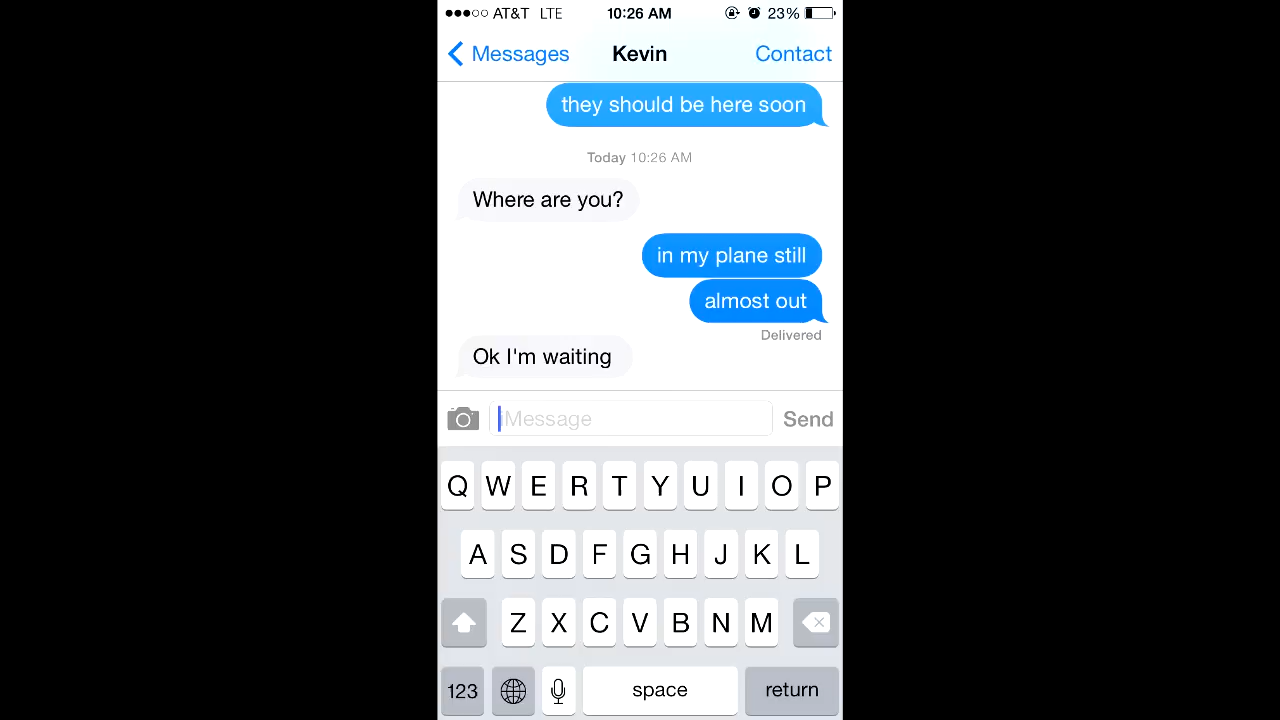 AT&T LTE 10:26 AM 23%
Messages Kevin Contact
they should be here soon
Today 10:26 AM
Where are you?
in my plane still
almost out
Delivered
Ok I'm waiting
iMessage Send
Q W E R T Y U I O P
A S D F G H J K L
Z X C V B N M
123 space return